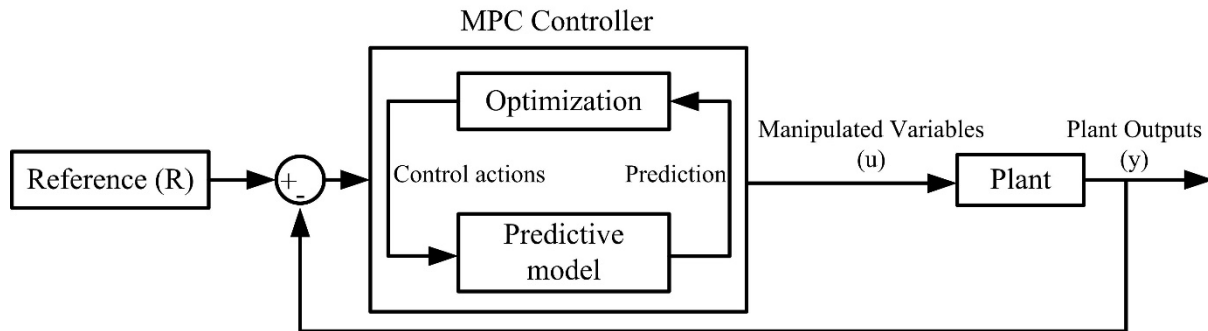 MPC Controller
Optimization
Manipulated Variables
(u)
Plant Outputs
(y)
Reference (R)
+
-
Control actions
Prediction
Plant
Predictive
model